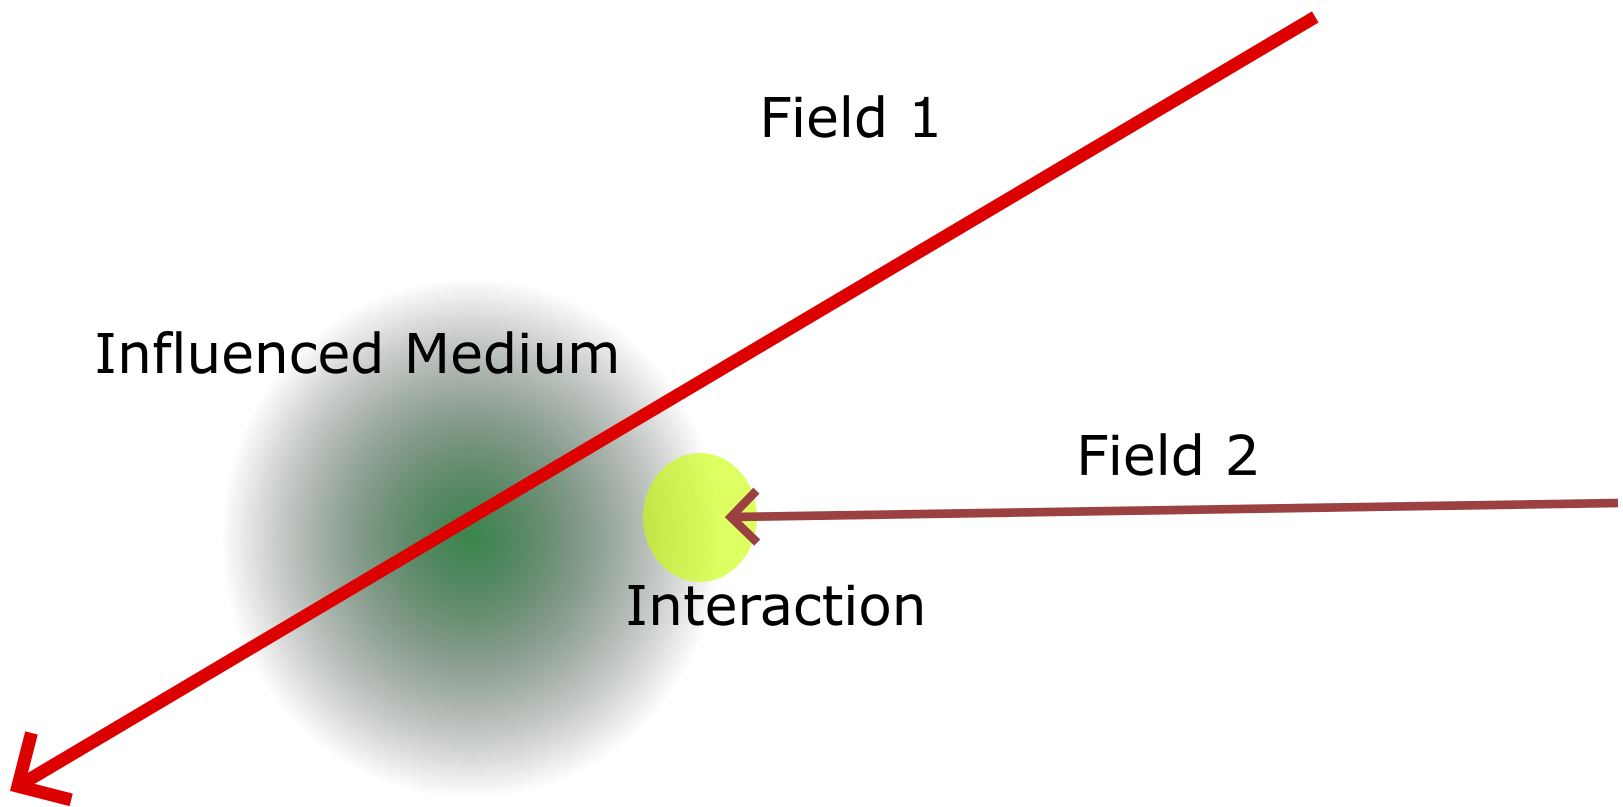 Field 1
Influenced Medium
Field 2
Interaction